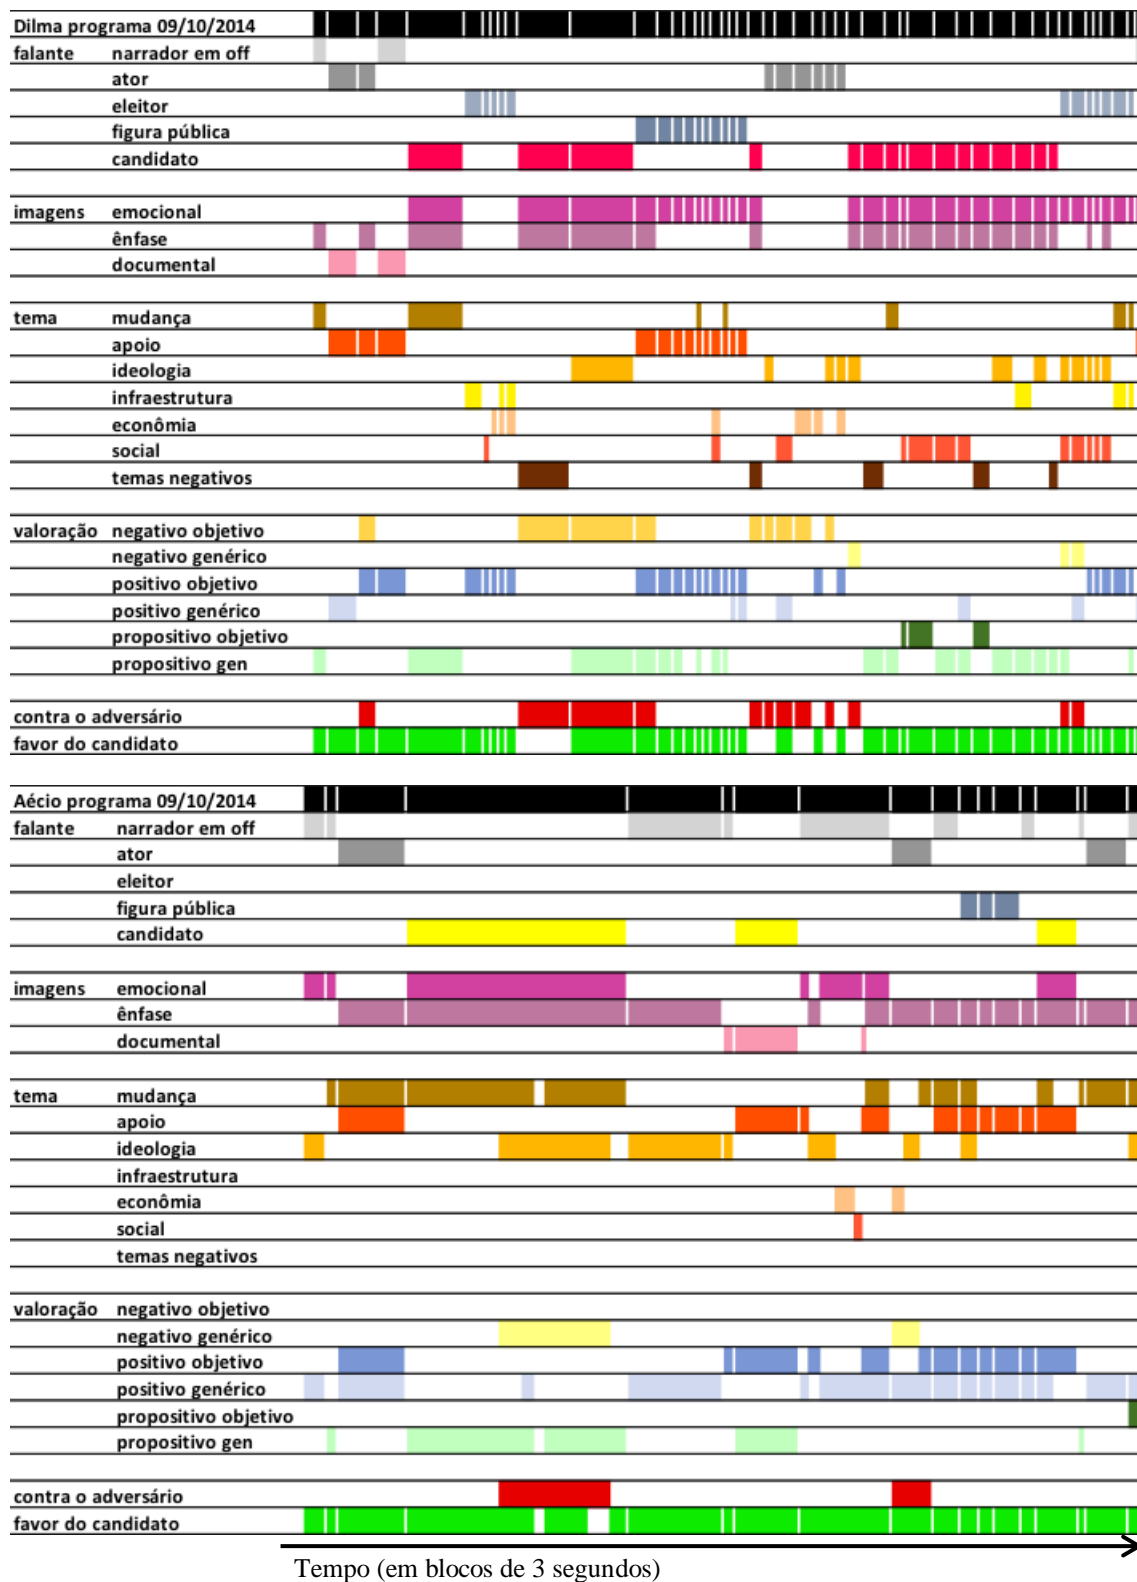 Dilma programa 09/10/2014
falante narrador em off
ator
eleitor
figura pública
candidato
imagens emocional
ênfase
documental
tema mudança
apoio
ideologia
infraestrutura
econômia
social
temas negativos
valoração negativo objetivo
negativo genérico
positivo objetivo
positivo genérico
propositivo objetivo
propositivo gen
contra o adversário
favor do candidato
Aécio programa 09/10/2014
falante narrador em off
ator
eleitor
figura pública
candidato
imagens emocional
ênfase
documental
tema mudança
apoio
ideologia
infraestrutura
econômia
social
temas negativos
valoração negativo objetivo
negativo genérico
positivo objetivo
positivo genérico
propositivo objetivo
propositivo gen
contra o adversário
favor do candidato
Tempo (em blocos de 3 segundos)